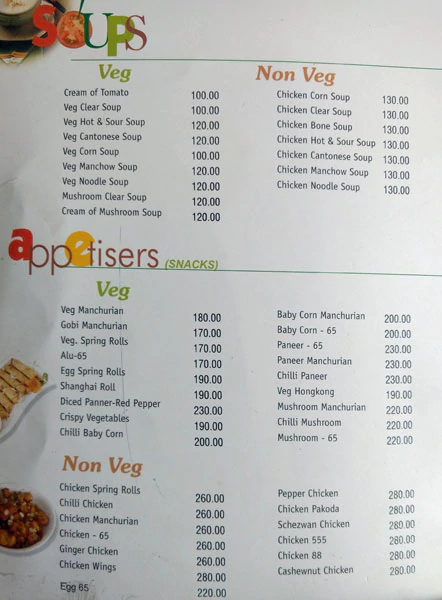 SOUPS
Veg
Cream of Tomato 100.00
Veg Clear Soup 100.00
Veg Hot & Sour Soup 120.00
Veg Cantonese Soup 120.00
Veg Corn Soup 100.00
Veg Manchow Soup 120.00
Veg Noodle Soup 120.00
Mushroom Clear Soup 120.00
Cream of Mushroom Soup 120.00
Non Veg
Chicken Corn Soup 130.00
Chicken Clear Soup 130.00
Chicken Bone Soup 130.00
Chicken Hot & Sour Soup 130.00
Chicken Cantonese Soup 130.00
Chicken Manchow Soup 130.00
Chicken Noodle Soup 130.00
appetisers (SNACKS)
Veg
Veg Manchurian 180.00
Gobi Manchurian 170.00
Veg. Spring Rolls 170.00
Alu-65 170.00
Egg Spring Rolls 190.00
Shanghai Roll 190.00
Diced Panner-Red Pepper 230.00
Crispy Vegetables 190.00
Chilli Baby Corn 200.00
Baby Corn Manchurian 200.00
Baby Corn - 65 200.00
Paneer - 65 230.00
Paneer Manchurian 230.00
Chilli Paneer 230.00
Veg Hongkong 190.00
Mushroom Manchurian 220.00
Chilli Mushroom 220.00
Mushroom - 65 220.00
Non Veg
Chicken Spring Rolls 260.00
Chilli Chicken 260.00
Chicken Manchurian 260.00
Chicken - 65 260.00
Ginger Chicken 260.00
Chicken Wings 280.00
Egg 65 220.00
Pepper Chicken 280.00
Chicken Pakoda 280.00
Schezwan Chicken 280.00
Chicken 555 280.00
Chicken 88 280.00
Cashewnut Chicken 280.00